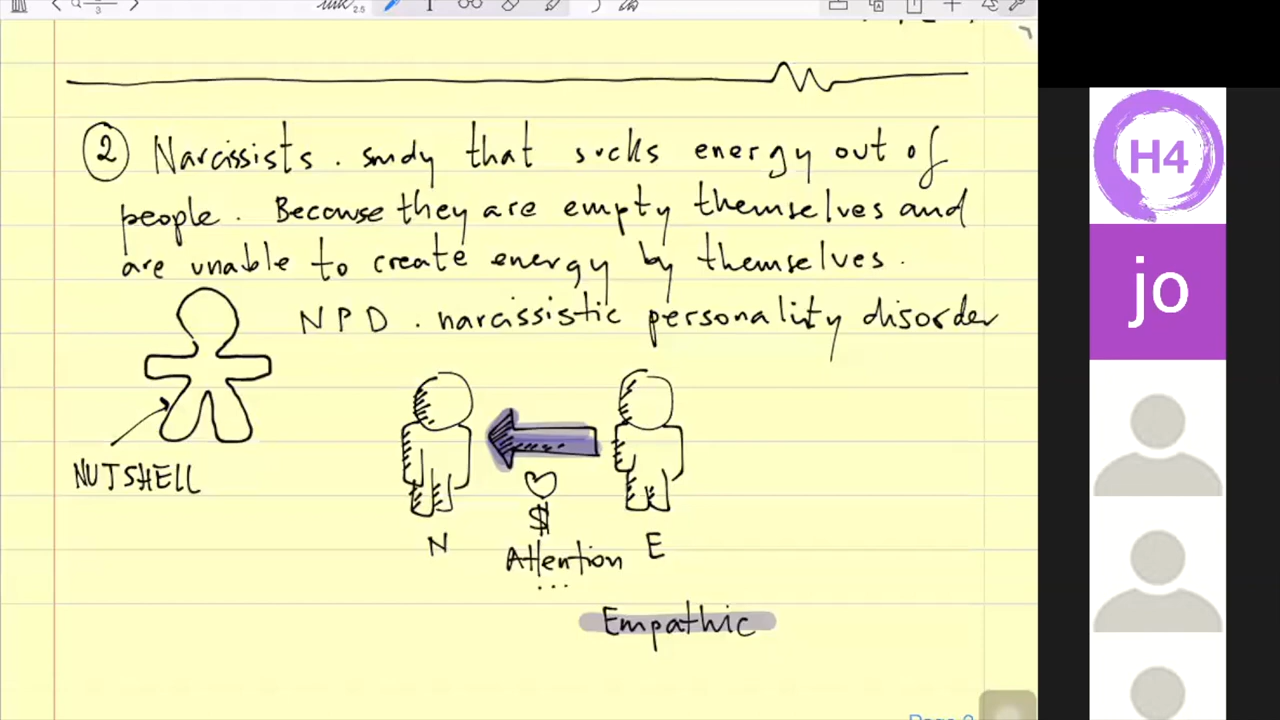 2 Narcissists. smdy that sucks energy out of
people. Because they are empty themselves and
are unable to create energy by themselves.
NPD. narcissistic personality disorder
NUTSHELL
$
N
Attention
E
...
Empathic
H4
jo